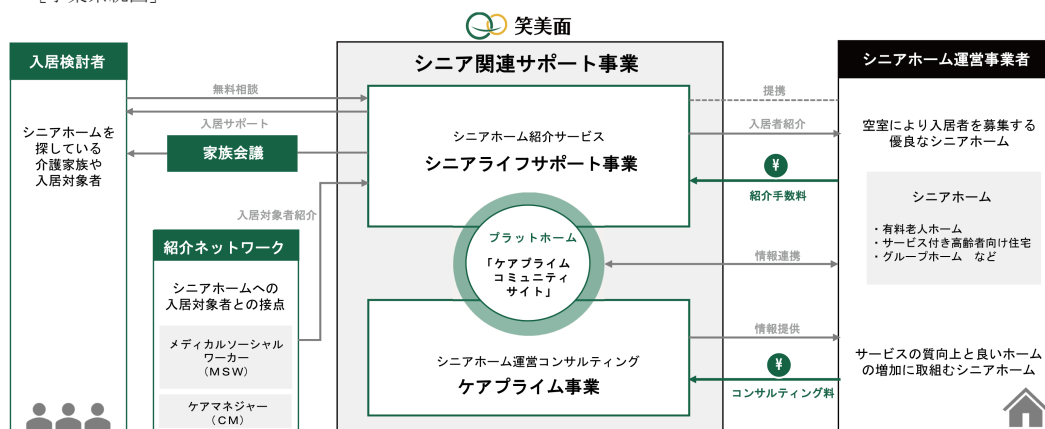 [事業系統図]
笑美面
入居検討者
シニアホームを
探している
介護家族や
入居対象者
無料相談
入居サポート
家族会議
入居対象者紹介
紹介ネットワーク
シニアホームへの
入居対象者との接点
メディカルソーシャル
ワーカー
（MSW）
ケアマネジャー
（CM）
シニア関連サポート事業
シニアホーム紹介サービス
シニアライフサポート事業
プラットホーム
「ケアプライム
コミュニティ
サイト」
シニアホーム運営コンサルティング
ケアプライム事業
提携
入居者紹介
¥
紹介手数料
情報連携
情報提供
¥
コンサルティング料
シニアホーム運営事業者
空室により入居者を募集する
優良なシニアホーム
シニアホーム
・有料老人ホーム
・サービス付き高齢者向け住宅
・グループホーム　など
サービスの質向上と良いホーム
の増加に取組むシニアホーム